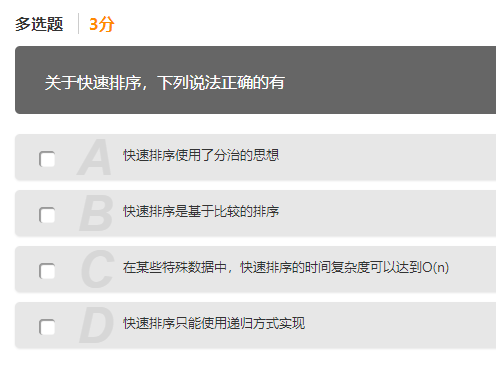 多选题 3分
关于快速排序，下列说法正确的有
A 快速排序使用了分治的思想
B 快速排序是基于比较的排序
C 在某些特殊数据中，快速排序的时间复杂度可以达到O(n)
D 快速排序只能使用递归方式实现